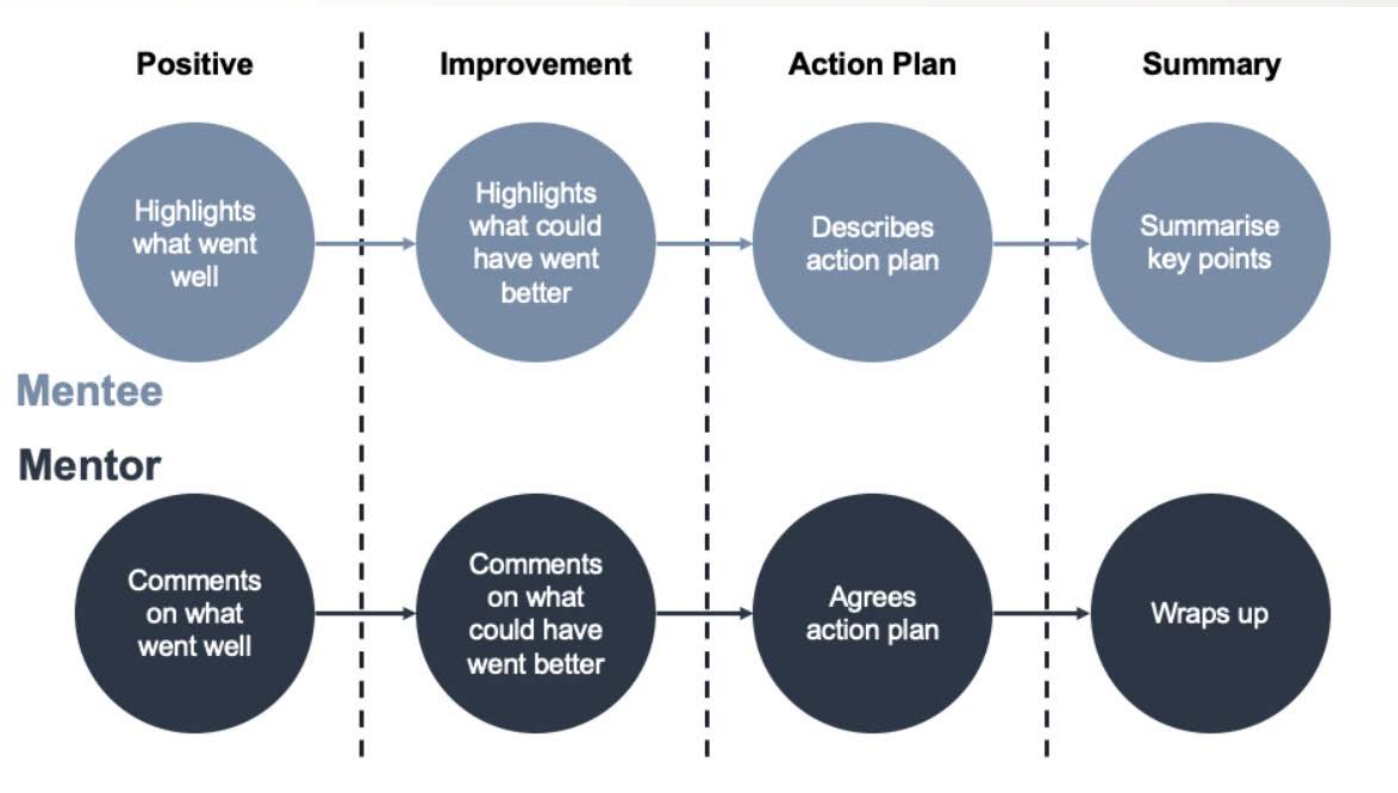 Positive
Improvement
Action Plan
Summary
Highlights
what went
well
Highlights
what could
have went
better
Describes
action plan
Summarise
key points
Mentee
Mentor
Comments
on what
went well
Comments
on what
could have
went better
Agrees
action plan
Wraps up